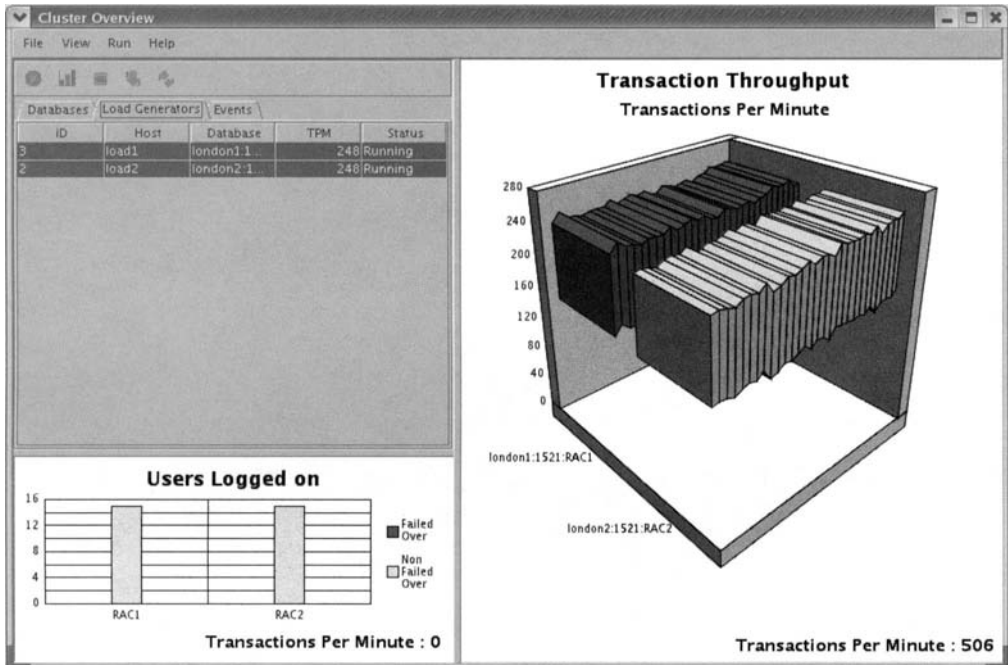 Cluster Overview
File View Run Help
Databases Load Generators Events
ID Host Database TPM Status
3 load1 london1:1... 248 Running
2 load2 london2:1... 248 Running
Transaction Throughput
Transactions Per Minute
280
240
200
160
120
80
40
0
london1:1521:RAC1
london2:1521:RAC2
Transactions Per Minute : 506
Users Logged on
16
12
8
4
0
RAC1 RAC2
Failed
Over
Non
Failed
Over
Transactions Per Minute : 0